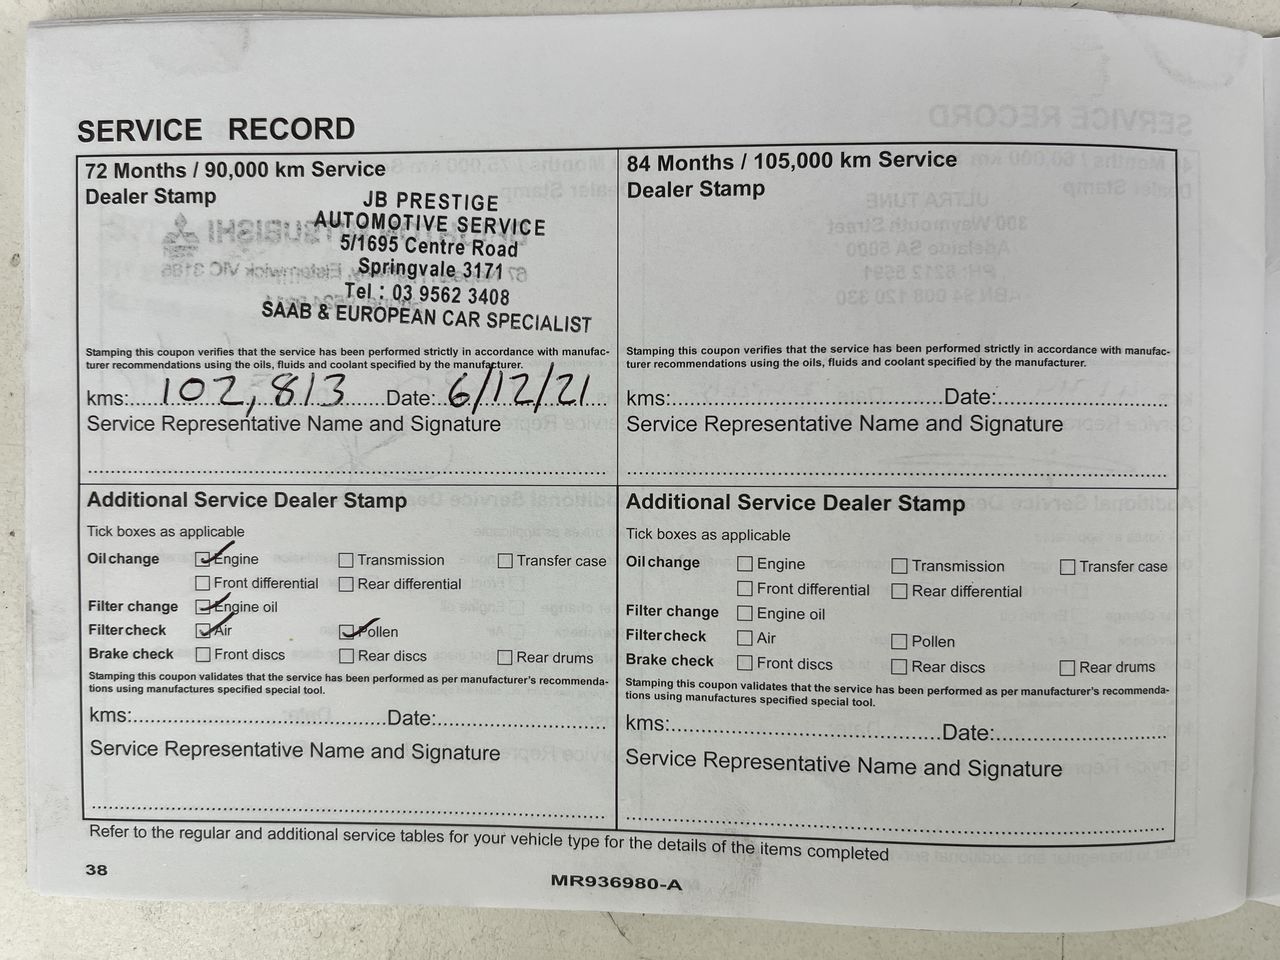 SERVICE RECORD
72 Months / 90,000 km Service
Dealer Stamp
JB PRESTIGE
AUTOMOTIVE SERVICE
5/1695 Centre Road
Springvale 3171
Tel : 03 9562 3408
SAAB & EUROPEAN CAR SPECIALIST
Stamping this coupon verifies that the service has been performed strictly in accordance with manufac-
turer recommendations using the oils, fluids and coolant specified by the manufacturer.
kms: 102,813 Date: 6/12/21
Service Representative Name and Signature
Additional Service Dealer Stamp
Tick boxes as applicable
Oil change Engine Transmission Transfer case
Front differential Rear differential
Filter change Engine oil
Filter check Air Pollen
Brake check Front discs Rear discs Rear drums
Stamping this coupon validates that the service has been performed as per manufacturer's recommenda-
tions using manufactures specified special tool.
kms: Date:
Service Representative Name and Signature
84 Months / 105,000 km Service
Dealer Stamp
Stamping this coupon verifies that the service has been performed strictly in accordance with manufac-
turer recommendations using the oils, fluids and coolant specified by the manufacturer.
kms: Date:
Service Representative Name and Signature
Additional Service Dealer Stamp
Tick boxes as applicable
Oil change Engine Transmission Transfer case
Front differential Rear differential
Filter change Engine oil
Filter check Air Pollen
Brake check Front discs Rear discs Rear drums
Stamping this coupon validates that the service has been performed as per manufacturer's recommenda-
tions using manufactures specified special tool.
kms: Date:
Service Representative Name and Signature
Refer to the regular and additional service tables for your vehicle type for the details of the items completed
38
MR936980-A